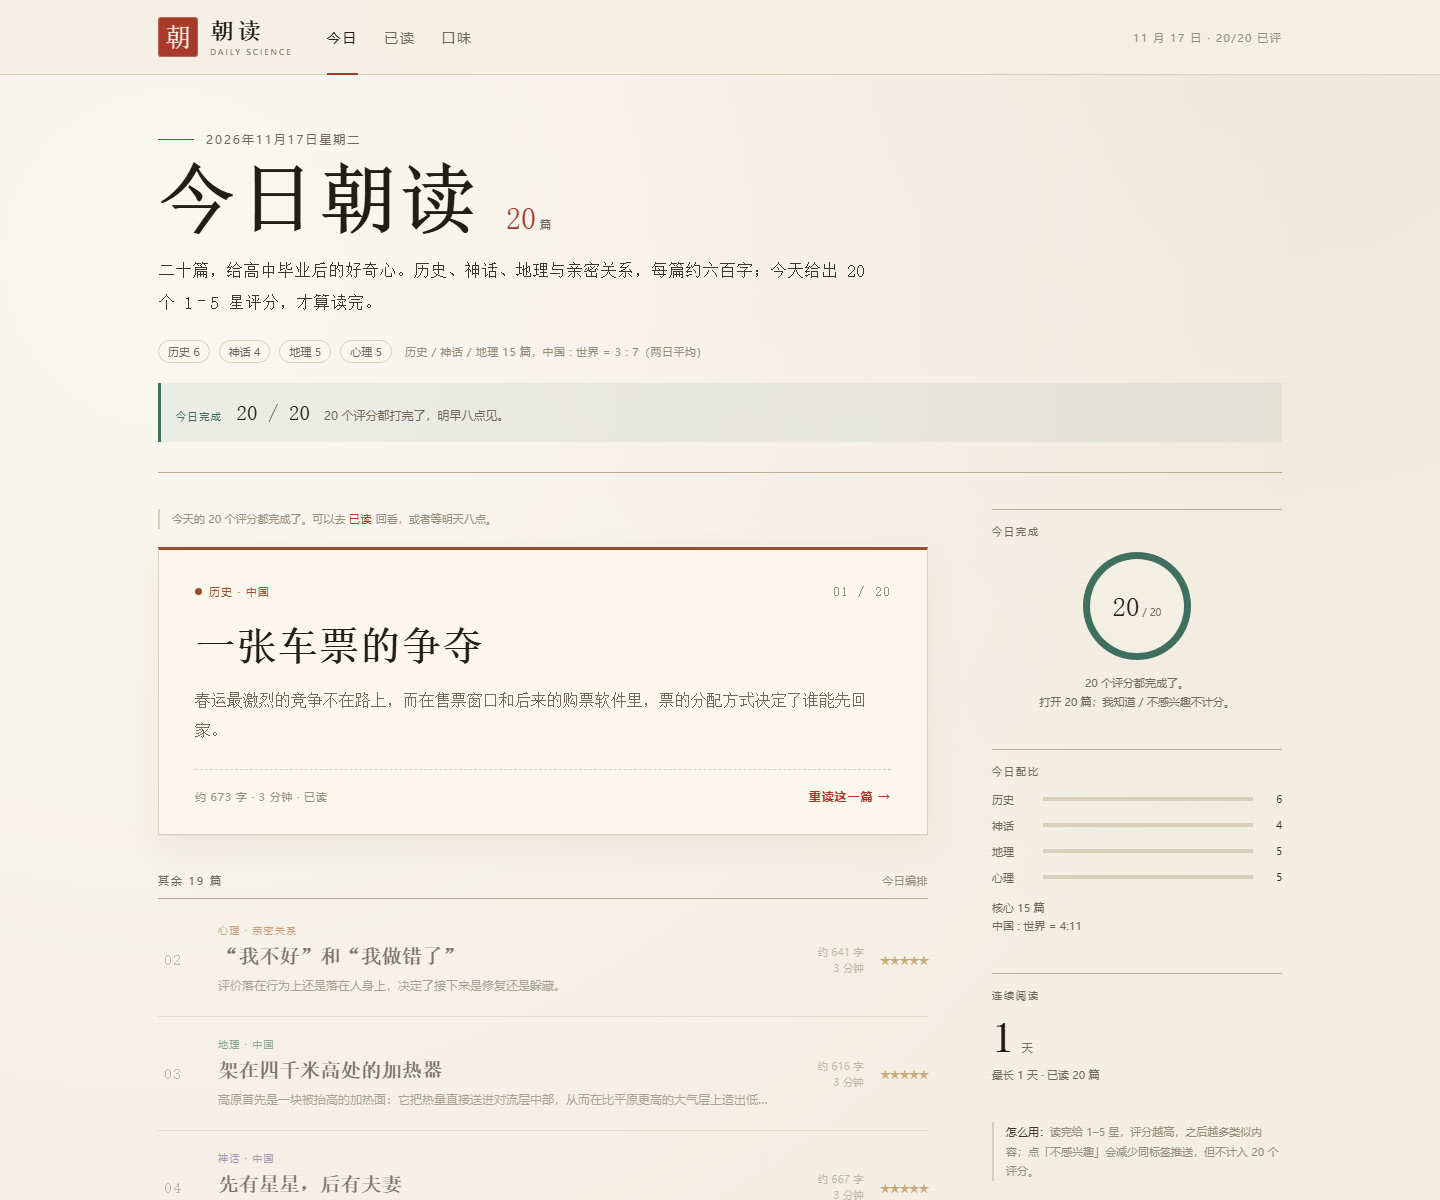 朝
朝读
DAILY SCIENCE
今日
已读
口味
11 月 17 日 · 20/20 已评
2026年11月17日星期二
今日朝读
20 篇
二十篇，给高中毕业后的好奇心。历史、神话、地理与亲密关系，每篇约六百字；今天给出 20
个 1-5 星评分，才算读完。
历史 6
神话 4
地理 5
心理 5
历史 / 神话 / 地理 15 篇，中国 : 世界 = 3 : 7（两日平均）
今日完成 20 / 20 20 个评分都打完了，明早八点见。
今天的 20 个评分都完成了。可以去 已读 回看，或者等明天八点。
历史 · 中国
01 / 20
一张车票的争夺
春运最激烈的竞争不在路上，而在售票窗口和后来的购票软件里，票的分配方式决定了谁能先回
家。
约 673 字 · 3 分钟 · 已读
重读这一篇 →
其余 19 篇
今日编排
02
心理 · 亲密关系
“我不好”和“我做错了”
评价落在行为上还是落在人身上，决定了接下来是修复还是躲藏。
约 641 字
3 分钟
★★★★★
03
地理 · 中国
架在四千米高处的加热器
高原首先是一块被抬高的加热面：它把热量直接送进对流层中部，从而在比平原更高的大气层上造出低...
约 616 字
3 分钟
★★★★★
04
神话 · 中国
先有星星，后有夫妻
约 667 字
3 分钟
★★★★★
今日完成
20 / 20
20 个评分都完成了。
打开 20 篇；我知道 / 不感兴趣不计分。
今日配比
历史 6
神话 4
地理 5
心理 5
核心 15 篇
中国 : 世界 = 4:11
连续阅读
1 天
最长 1 天 · 已读 20 篇
怎么用：读完给 1–5 星，评分越高，之后越多类似内
容；点「不感兴趣」会减少同标签推送，但不计入 20 个
评分。